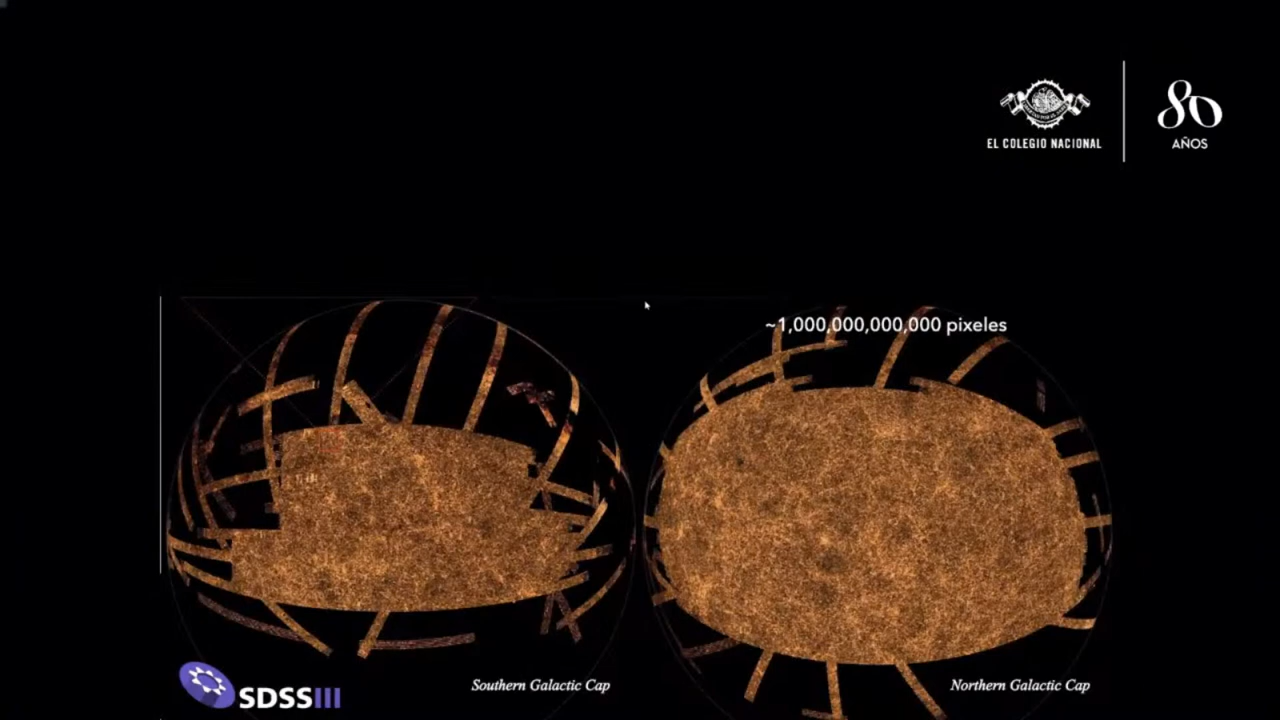 EL COLEGIO NACIONAL
80
AÑOS
~1,000,000,000,000 pixeles
SDSSIII
Southern Galactic Cap
Northern Galactic Cap